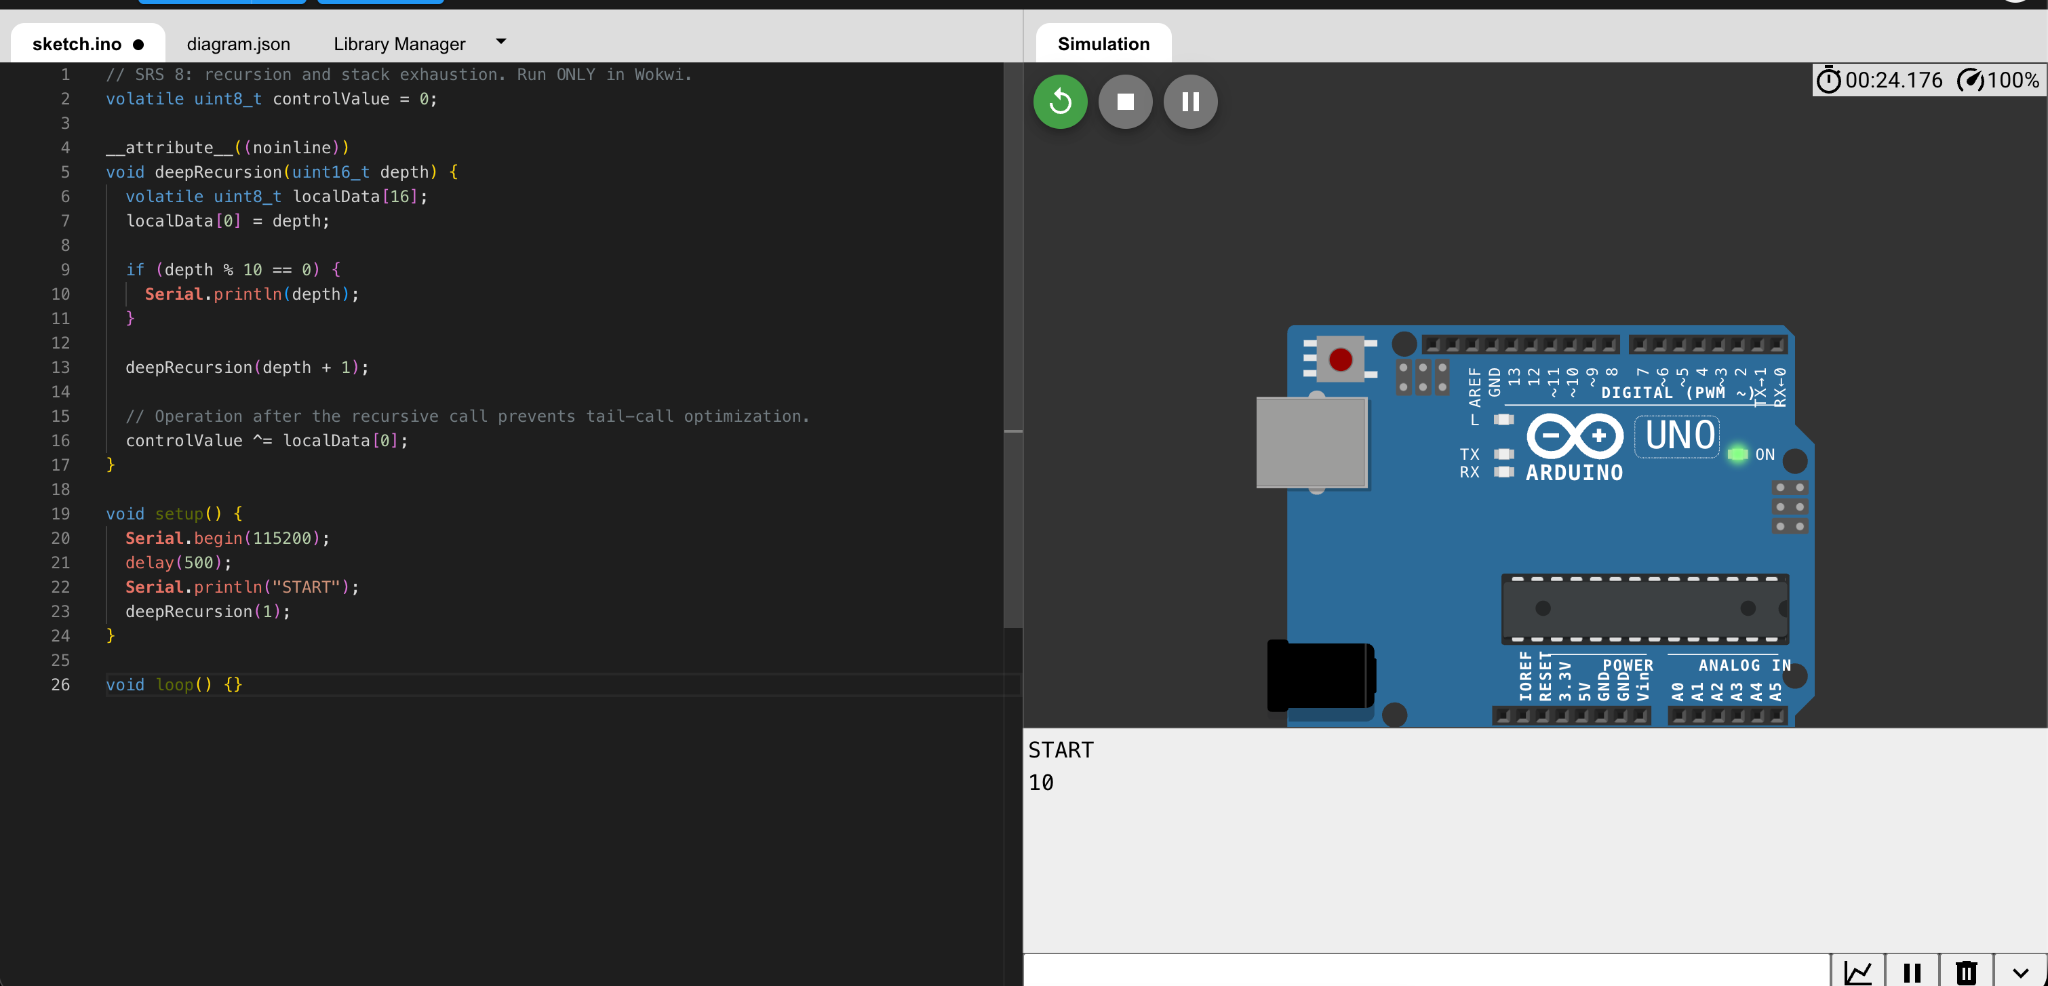 sketch.ino ●
diagram.json
Library Manager
Simulation
00:24.176
100%
1 // SRS 8: recursion and stack exhaustion. Run ONLY in Wokwi.
2 volatile uint8_t controlValue = 0;
3
4 __attribute__((noinline))
5 void deepRecursion(uint16_t depth) {
6 volatile uint8_t localData[16];
7 localData[0] = depth;
8
9 if (depth % 10 == 0) {
10 Serial.println(depth);
11 }
12
13 deepRecursion(depth + 1);
14
15 // Operation after the recursive call prevents tail-call optimization.
16 controlValue ^= localData[0];
17 }
18
19 void setup() {
20 Serial.begin(115200);
21 delay(500);
22 Serial.println("START");
23 deepRecursion(1);
24 }
25
26 void loop() {}
AREF
GND
13
12
~11
~10
~9
8
7
~6
~5
4
~3
2
TX→1
RX←0
DIGITAL (PWM ~)
L
TX
RX
UNO
ON
ARDUINO
IOREF
RESET
3.3V
5V
GND
GND
Vin
POWER
ANALOG IN
A0
A1
A2
A3
A4
A5
START
10